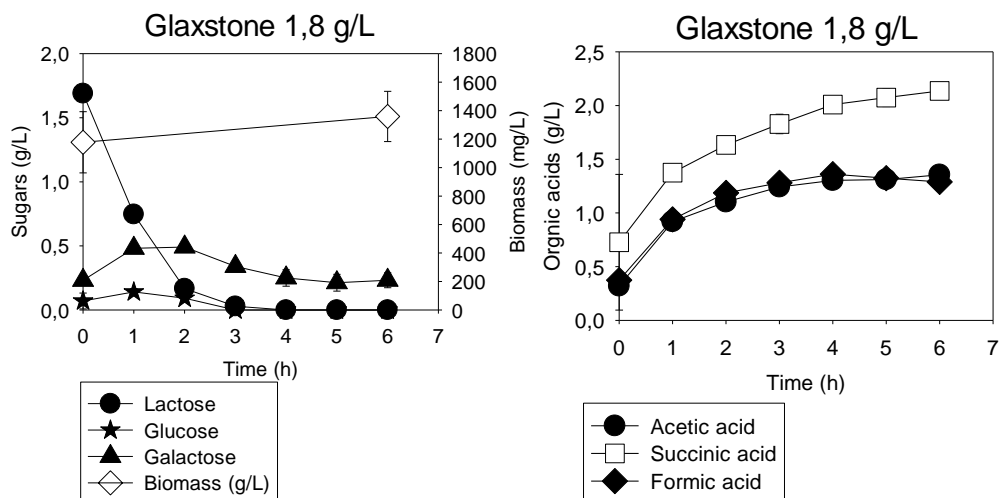 Glaxstone 1,8 g/L
2,0
1,5
1,0
0,5
0,0
Sugars (g/L)
1800
1600
1400
1200
1000
800
600
400
200
0
Biomass (mg/L)
0 1 2 3 4 5 6 7
Time (h)
Lactose
Glucose
Galactose
Biomass (g/L)
Glaxstone 1,8 g/L
2,5
2,0
1,5
1,0
0,5
0,0
Orgnic acids (g/L)
0 1 2 3 4 5 6 7
Time (h)
Acetic acid
Succinic acid
Formic acid